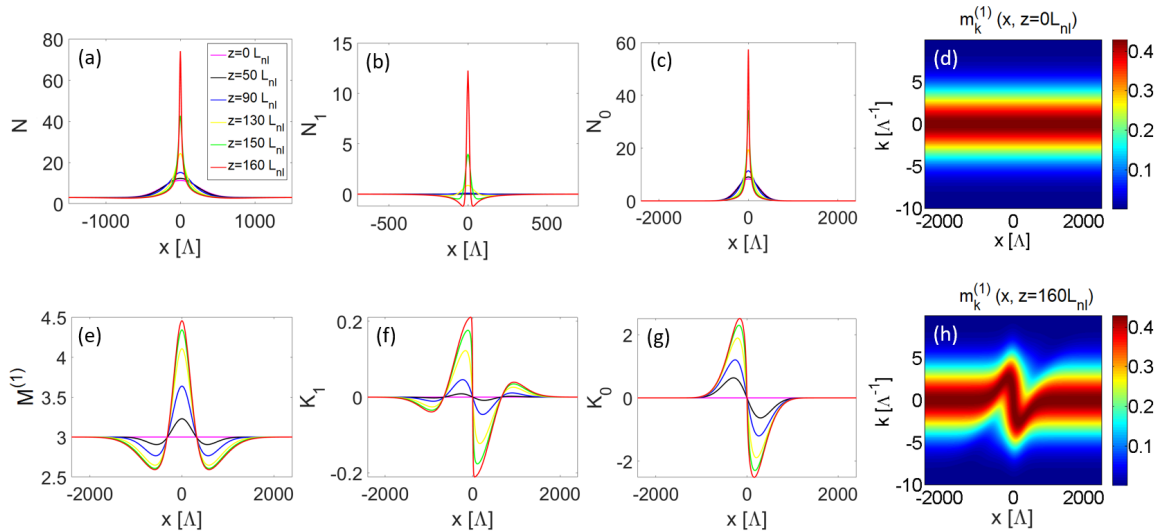 (a)
N
80
60
40
20
0
-1000 0 1000
x [Λ]
z=0 L_nl
z=50 L_nl
z=90 L_nl
z=130 L_nl
z=150 L_nl
z=160 L_nl
(b)
N_1
15
10
5
0
-500 0 500
x [Λ]
(c)
N_0
60
40
20
0
-2000 0 2000
x [Λ]
m_k^(1) (x, z=0L_nl)
(d)
k [Λ^-1]
10
5
0
-5
-10
-2000 0 2000
x [Λ]
0.4
0.3
0.2
0.1
(e)
M^(1)
4.5
4
3.5
3
2.5
-2000 0 2000
x [Λ]
(f)
K_1
0.2
0
-0.2
-2000 0 2000
x [Λ]
(g)
K_0
2
0
-2
-2000 0 2000
x [Λ]
m_k^(1) (x, z=160L_nl)
(h)
k [Λ^-1]
10
5
0
-5
-10
-2000 0 2000
x [Λ]
0.4
0.3
0.2
0.1